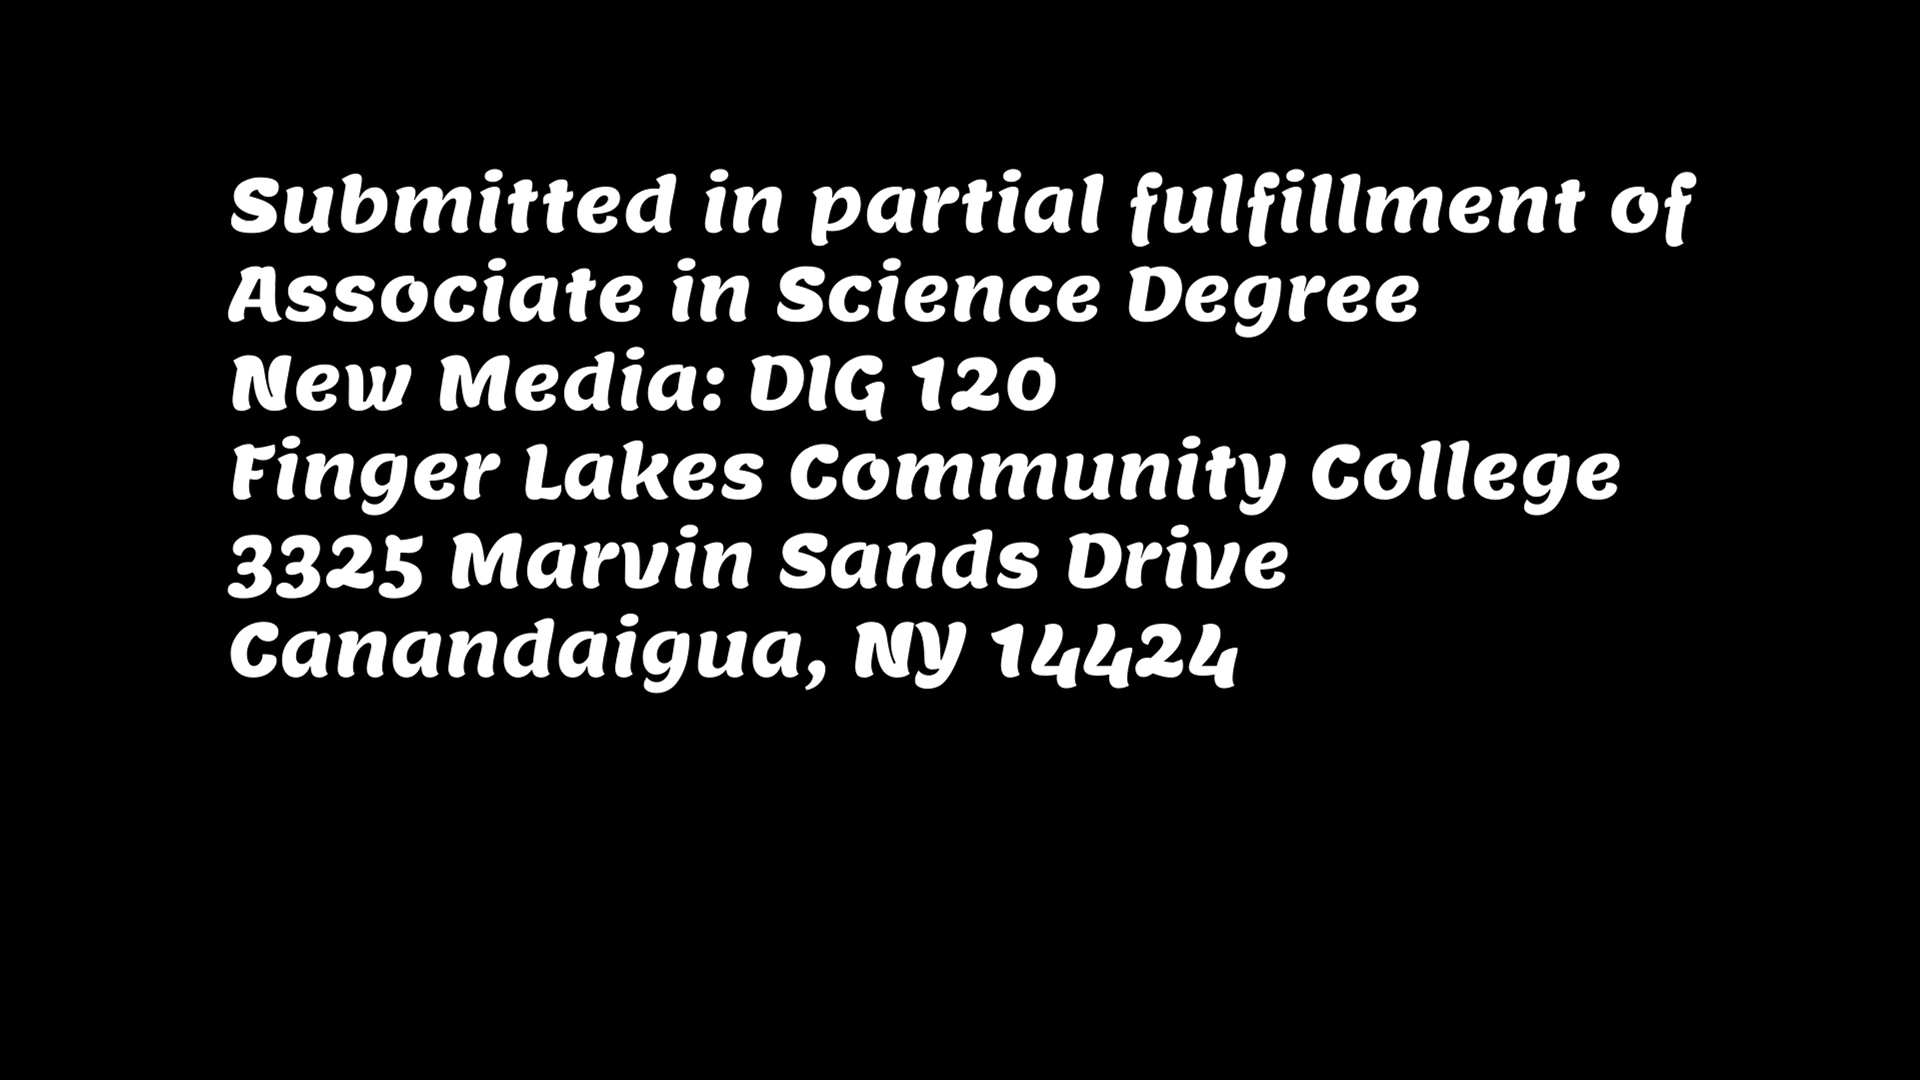 Submitted in partial fulfillment of
Associate in Science Degree
New Media: DIG 120
Finger Lakes Community College
3325 Marvin Sands Drive
Canandaigua, NY 14424